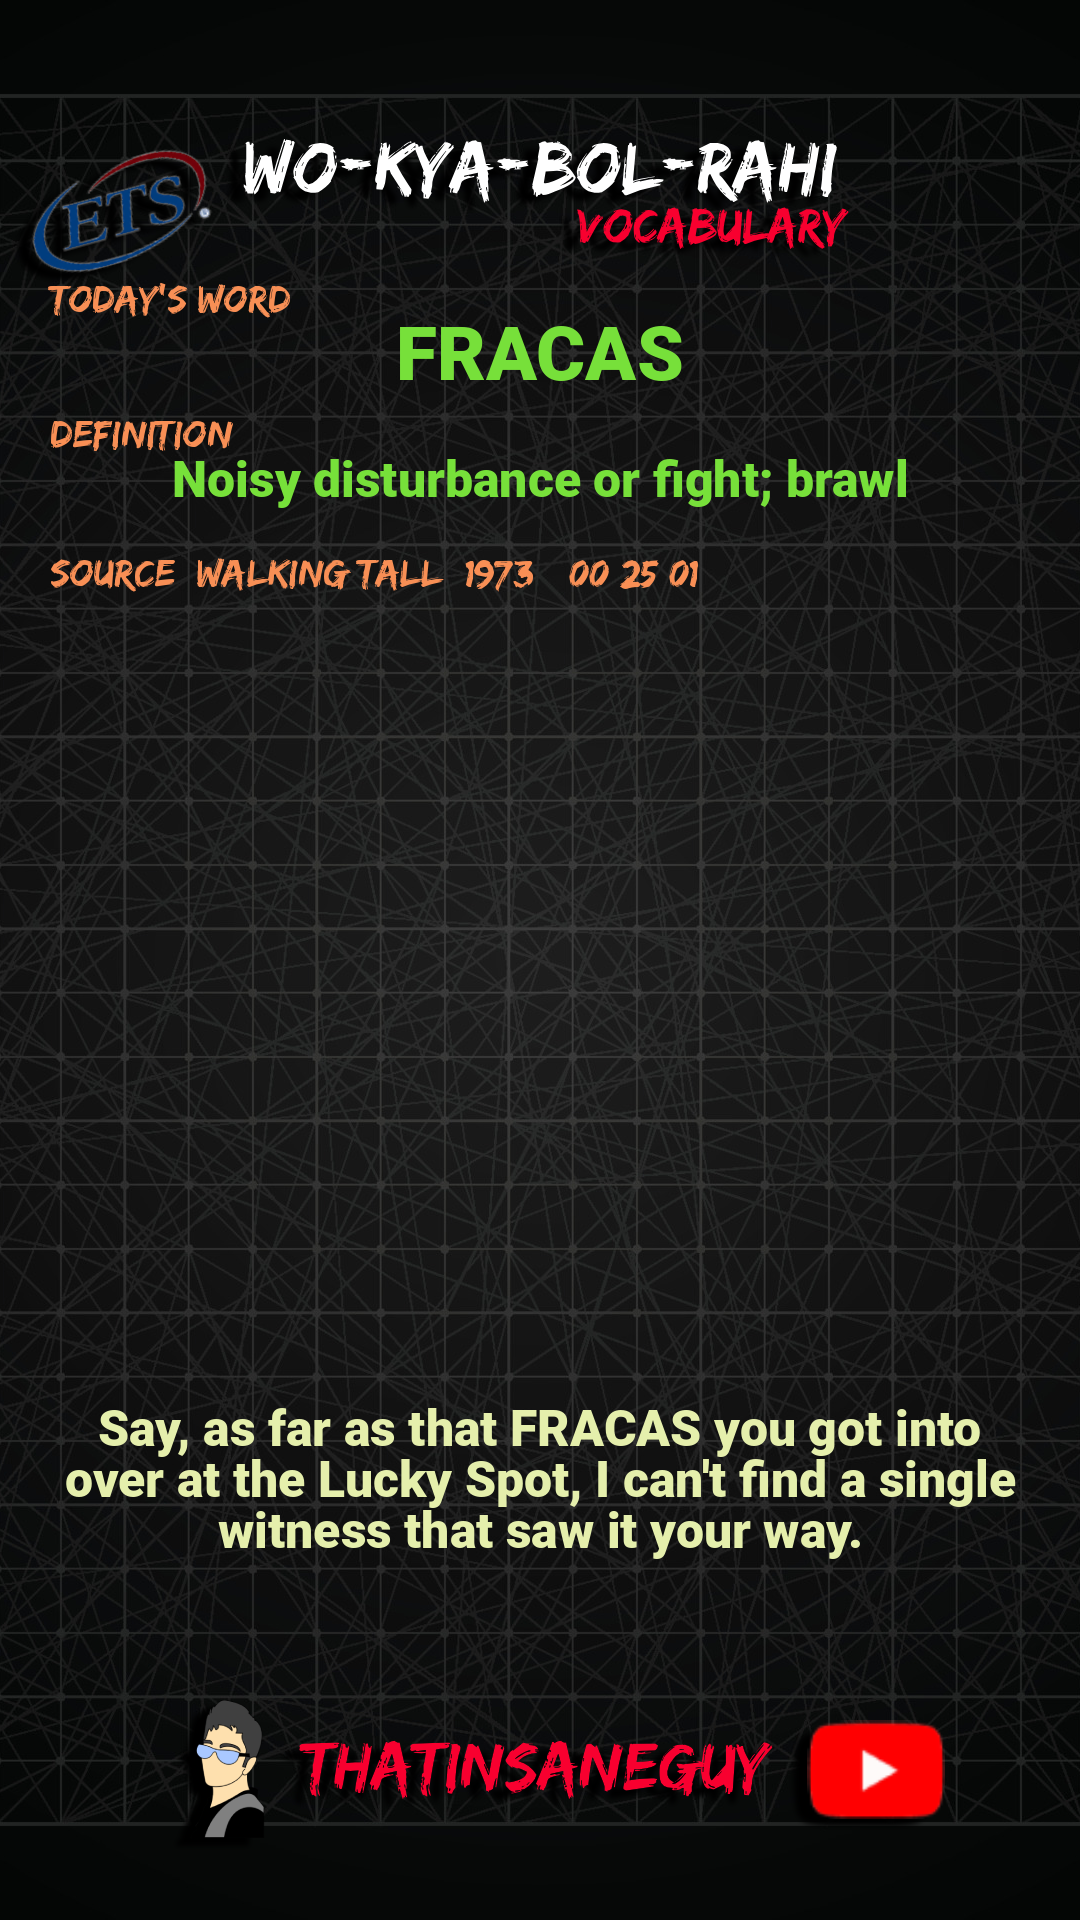 ETS
WO-KYA-BOL-RAHI
VOCABULARY
TODAY'S WORD
FRACAS
DEFINITION
Noisy disturbance or fight; brawl
SOURCE WALKING TALL 1973 00 25 01
Say, as far as that FRACAS you got into
over at the Lucky Spot, I can't find a single
witness that saw it your way.
THATINSANEGUY